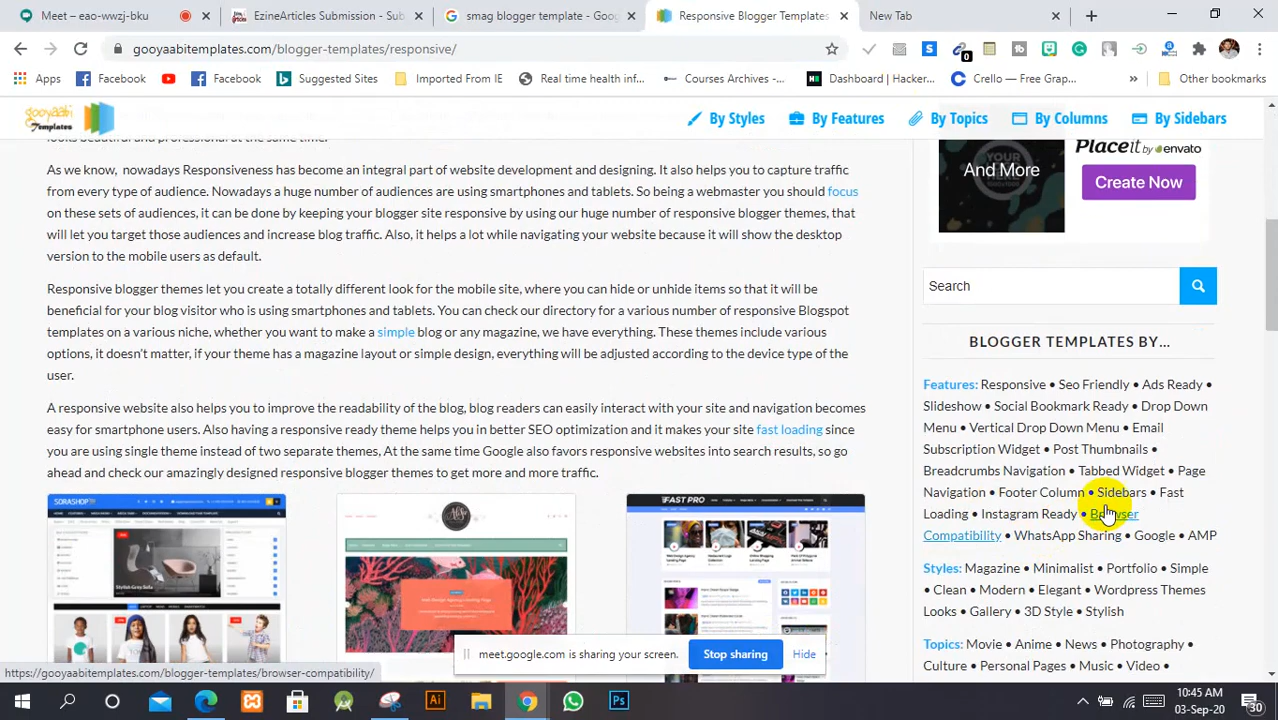 Meet – eao-wwzj-bky
EzineArticles Submission - Sub
smag blogger template - Goog
Responsive Blogger Templates
New Tab
gooyaabitemplates.com/blogger-templates/responsive/
0
Apps
Facebook
Facebook
Suggested Sites
Imported From IE
Real time health inf...
Courses Archives -...
Dashboard | Hacker...
Crello — Free Grap...
Other bookmarks
gooyaabi
Templates
By Styles
By Features
By Topics
By Columns
By Sidebars
looks beautiful and professional at the same time.
As we know, nowadays Responsiveness has become an integral part of website development and designing. It also helps you to capture traffic
from every type of audience. Nowadays a huge number of audiences are using smartphones and tablets. So being a webmaster you should focus
on these sets of audiences, it can be done by keeping your blogger site responsive by using our huge number of responsive blogger themes, that
will let you target those audiences and increase blog traffic. Also, it helps a lot while navigating your website because it will show the desktop
version to the mobile users as default.
Responsive blogger themes let you create a totally different look for the mobile site, where you can hide or unhide items so that it will be
beneficial for your blog visitor who is using smartphones and tablets. You can check our directory for a various number of responsive Blogspot
templates on a various niche, whether you want to make a simple blog or any magazine, we have everything. These themes include various
options, it doesn't matter, if your theme has a magazine layout or simple design, everything will be adjusted according to the device type of the
user.
A responsive website also helps you to improve the readability of the blog, blog readers can easily interact with your site and navigation becomes
easy for smartphone users. Also having a responsive ready theme helps you in better SEO optimization and it makes your site fast loading since
you are using single theme instead of two separate themes, At the same time Google also favors responsive websites into search results, so go
ahead and check our amazingly designed responsive blogger themes to get more and more traffic.
SORASHOP
FAST PRO
And More
Placeit by envato
Create Now
Search
BLOGGER TEMPLATES BY...
Features: Responsive • Seo Friendly • Ads Ready •
Slideshow • Social Bookmark Ready • Drop Down
Menu • Vertical Drop Down Menu • Email
Subscription Widget • Post Thumbnails •
Breadcrumbs Navigation • Tabbed Widget • Page
Navigation • Footer Column • Sidebars • Fast
Loading • Instagram Ready • Browser
Compatibility • WhatsApp Sharing • Google • AMP
Styles: Magazine • Minimalist • Portfolio • Simple
• Clean • Modern • Elegant • Wordpress Themes
Looks • Gallery • 3D Style • Stylish
Topics: Movie • Anime • News • Photography •
Culture • Personal Pages • Music • Video •
meet.google.com is sharing your screen.
Stop sharing
Hide
https://gooyaabitemplates.com/blogger-templates/browser-compatibility/
10:45 AM
03-Sep-20
30